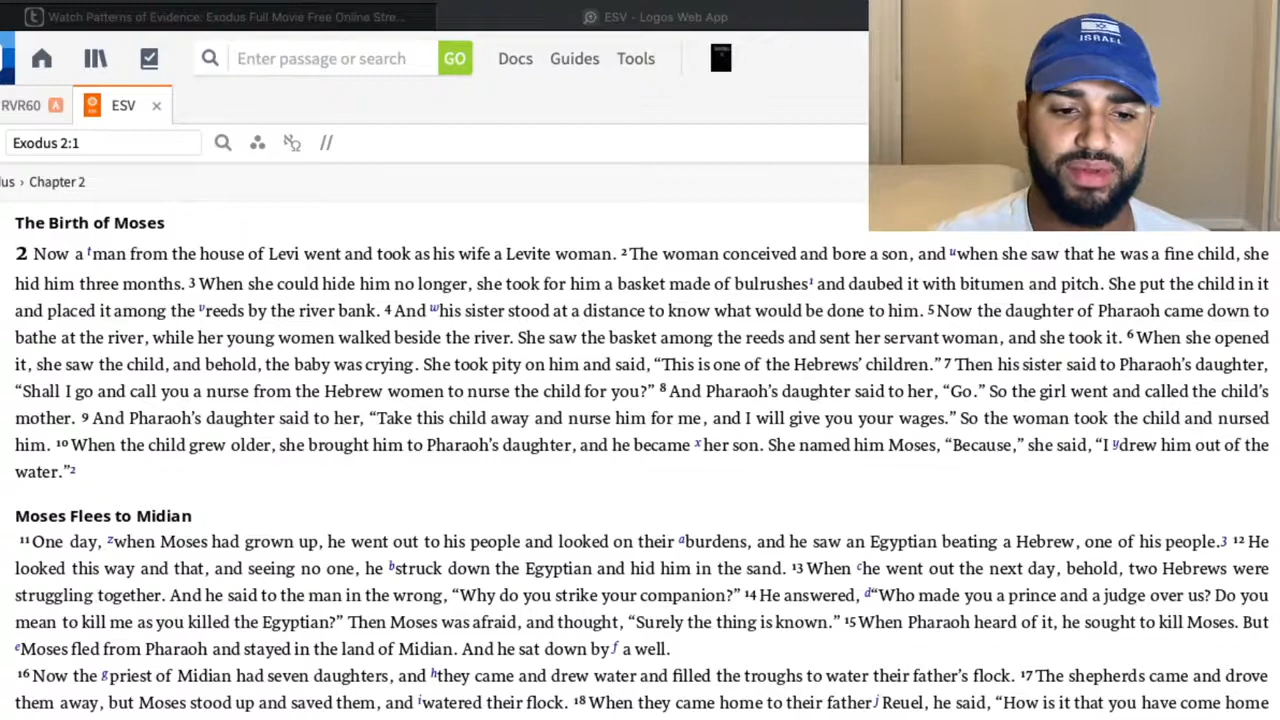 Watch Patterns of Evidence: Exodus Full Movie Free Online Stre...
ESV - Logos Web App
Enter passage or search GO Docs Guides Tools
RVR60 A ESV ×
Exodus 2:1
us › Chapter 2
ISRAEL
The Birth of Moses
2 Now a tman from the house of Levi went and took as his wife a Levite woman. 2 The woman conceived and bore a son, and uwhen she saw that he was a fine child, she
hid him three months. 3 When she could hide him no longer, she took for him a basket made of bulrushes1 and daubed it with bitumen and pitch. She put the child in it
and placed it among the vreeds by the river bank. 4 And whis sister stood at a distance to know what would be done to him. 5 Now the daughter of Pharaoh came down to
bathe at the river, while her young women walked beside the river. She saw the basket among the reeds and sent her servant woman, and she took it. 6 When she opened
it, she saw the child, and behold, the baby was crying. She took pity on him and said, “This is one of the Hebrews’ children.” 7 Then his sister said to Pharaoh’s daughter,
“Shall I go and call you a nurse from the Hebrew women to nurse the child for you?” 8 And Pharaoh’s daughter said to her, “Go.” So the girl went and called the child’s
mother. 9 And Pharaoh’s daughter said to her, “Take this child away and nurse him for me, and I will give you your wages.” So the woman took the child and nursed
him. 10 When the child grew older, she brought him to Pharaoh’s daughter, and he became xher son. She named him Moses, “Because,” she said, “I ydrew him out of the
water.”2
Moses Flees to Midian
11 One day, zwhen Moses had grown up, he went out to his people and looked on their aburdens, and he saw an Egyptian beating a Hebrew, one of his people.3 12 He
looked this way and that, and seeing no one, he bstruck down the Egyptian and hid him in the sand. 13 When che went out the next day, behold, two Hebrews were
struggling together. And he said to the man in the wrong, “Why do you strike your companion?” 14 He answered, d“Who made you a prince and a judge over us? Do you
mean to kill me as you killed the Egyptian?” Then Moses was afraid, and thought, “Surely the thing is known.” 15 When Pharaoh heard of it, he sought to kill Moses. But
eMoses fled from Pharaoh and stayed in the land of Midian. And he sat down by f a well.
16 Now the gpriest of Midian had seven daughters, and hthey came and drew water and filled the troughs to water their father’s flock. 17 The shepherds came and drove
them away, but Moses stood up and saved them, and iwatered their flock. 18 When they came home to their father j Reuel, he said, “How is it that you have come home